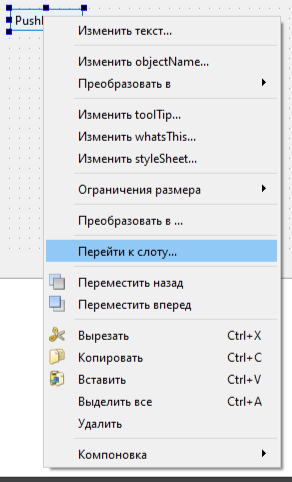 Push
Изменить текст...
Изменить objectName...
Преобразовать в
Изменить toolTip...
Изменить whatsThis...
Изменить styleSheet...
Ограничения размера
Преобразовать в ...
Перейти к слоту...
Переместить назад
Переместить вперед
Вырезать Ctrl+X
Копировать Ctrl+C
Вставить Ctrl+V
Выделить все Ctrl+A
Удалить
Компоновка